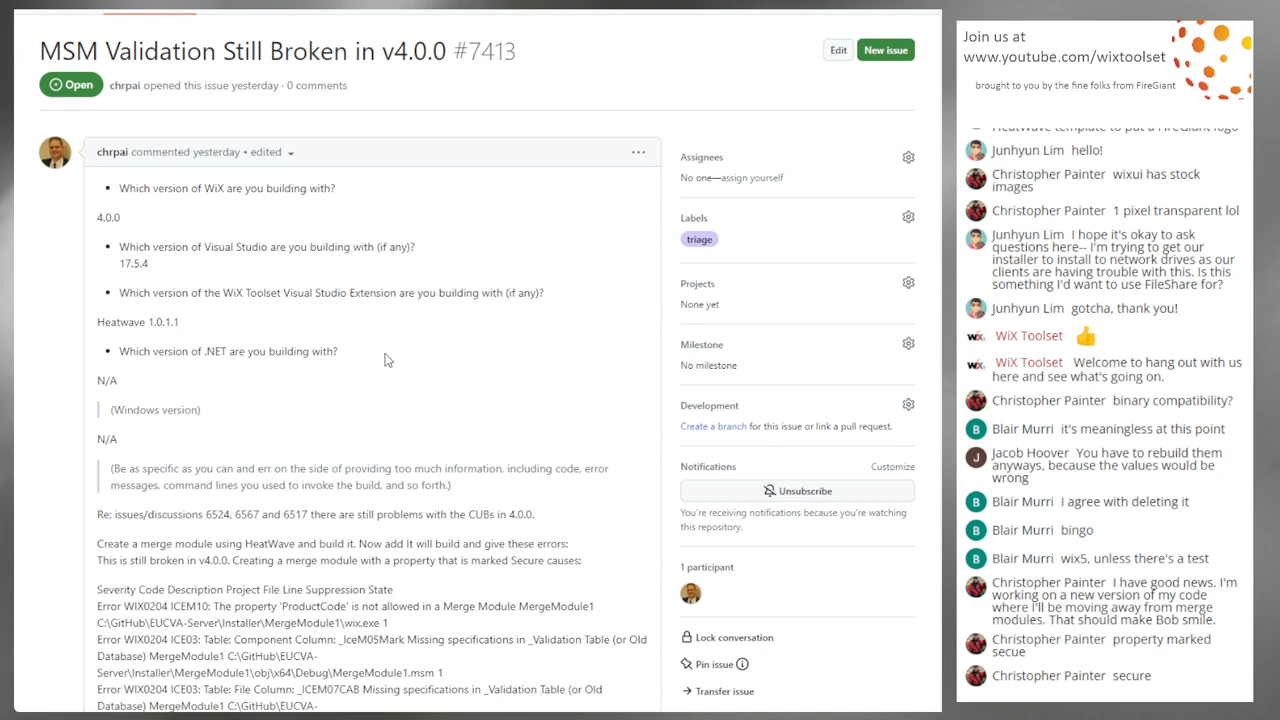 MSM Validation Still Broken in v4.0.0 #7413
Edit
New issue
Open
chrpai opened this issue yesterday · 0 comments
chrpai commented yesterday • edited
• Which version of WiX are you building with?
4.0.0
• Which version of Visual Studio are you building with (if any)?
17.5.4
• Which version of the WiX Toolset Visual Studio Extension are you building with (if any)?
Heatwave 1.0.1.1
• Which version of .NET are you building with?
N/A
(Windows version)
N/A
(Be as specific as you can and err on the side of providing too much information, including code, error
messages, command lines you used to invoke the build, and so forth.)
Re: issues/discussions 6524, 6567 and 6517 there are still problems with the CUBs in 4.0.0.
Create a merge module using HeatWave and build it. Now add It will build and give these errors:
This is still broken in v4.0.0. Creating a merge module with a property that is marked Secure causes:
Severity Code Description Project File Line Suppression State
Error WIX0204 ICEM10: The property 'ProductCode' is not allowed in a Merge Module MergeModule1
C:\GitHub\EUCVA-Server\Installer\MergeModule1\wix.exe 1
Error WIX0204 ICE03: Table: Component Column: _IceM05Mark Missing specifications in _Validation Table (or Old
Database) MergeModule1 C:\GitHub\EUCVA-
Server\Installer\MergeModule1\obj\x64\Debug\MergeModule1.msm 1
Error WIX0204 ICE03: Table: File Column: _ICEM07CAB Missing specifications in _Validation Table (or Old
Database) MergeModule1 C:\GitHub\EUCVA-
Assignees
No one—assign yourself
Labels
triage
Projects
None yet
Milestone
No milestone
Development
Create a branch for this issue or link a pull request.
Notifications
Customize
Unsubscribe
You're receiving notifications because you're watching
this repository.
1 participant
Lock conversation
Pin issue
Transfer issue
Join us at
www.youtube.com/wixtoolset
brought to you by the fine folks from FireGiant
HeatWave template to put a FireGiant logo
Junhyun Lim hello!
Christopher Painter wixui has stock
images
Christopher Painter 1 pixel transparent lol
Junhyun Lim I hope it's okay to ask
questions here-- I'm trying to get our
installer to install to network drives as our
clients are having trouble with this. Is this
something I'd want to use FileShare for?
Junhyun Lim gotcha, thank you!
WiX Toolset 👍
WiX Toolset Welcome to hang out with us
here and see what's going on.
Christopher Painter binary compatibility?
B Blair Murri it's meaningless at this point
J Jacob Hoover You have to rebuild them
anyways, because the values would be
wrong
B Blair Murri I agree with deleting it
B Blair Murri bingo
B Blair Murri wix5, unless there's a test
Christopher Painter I have good news. I'm
working on a new version of my code
where I'll be moving away from merge
modules. That should make Bob smile.
Christopher Painter property marked
secue
Christopher Painter secure